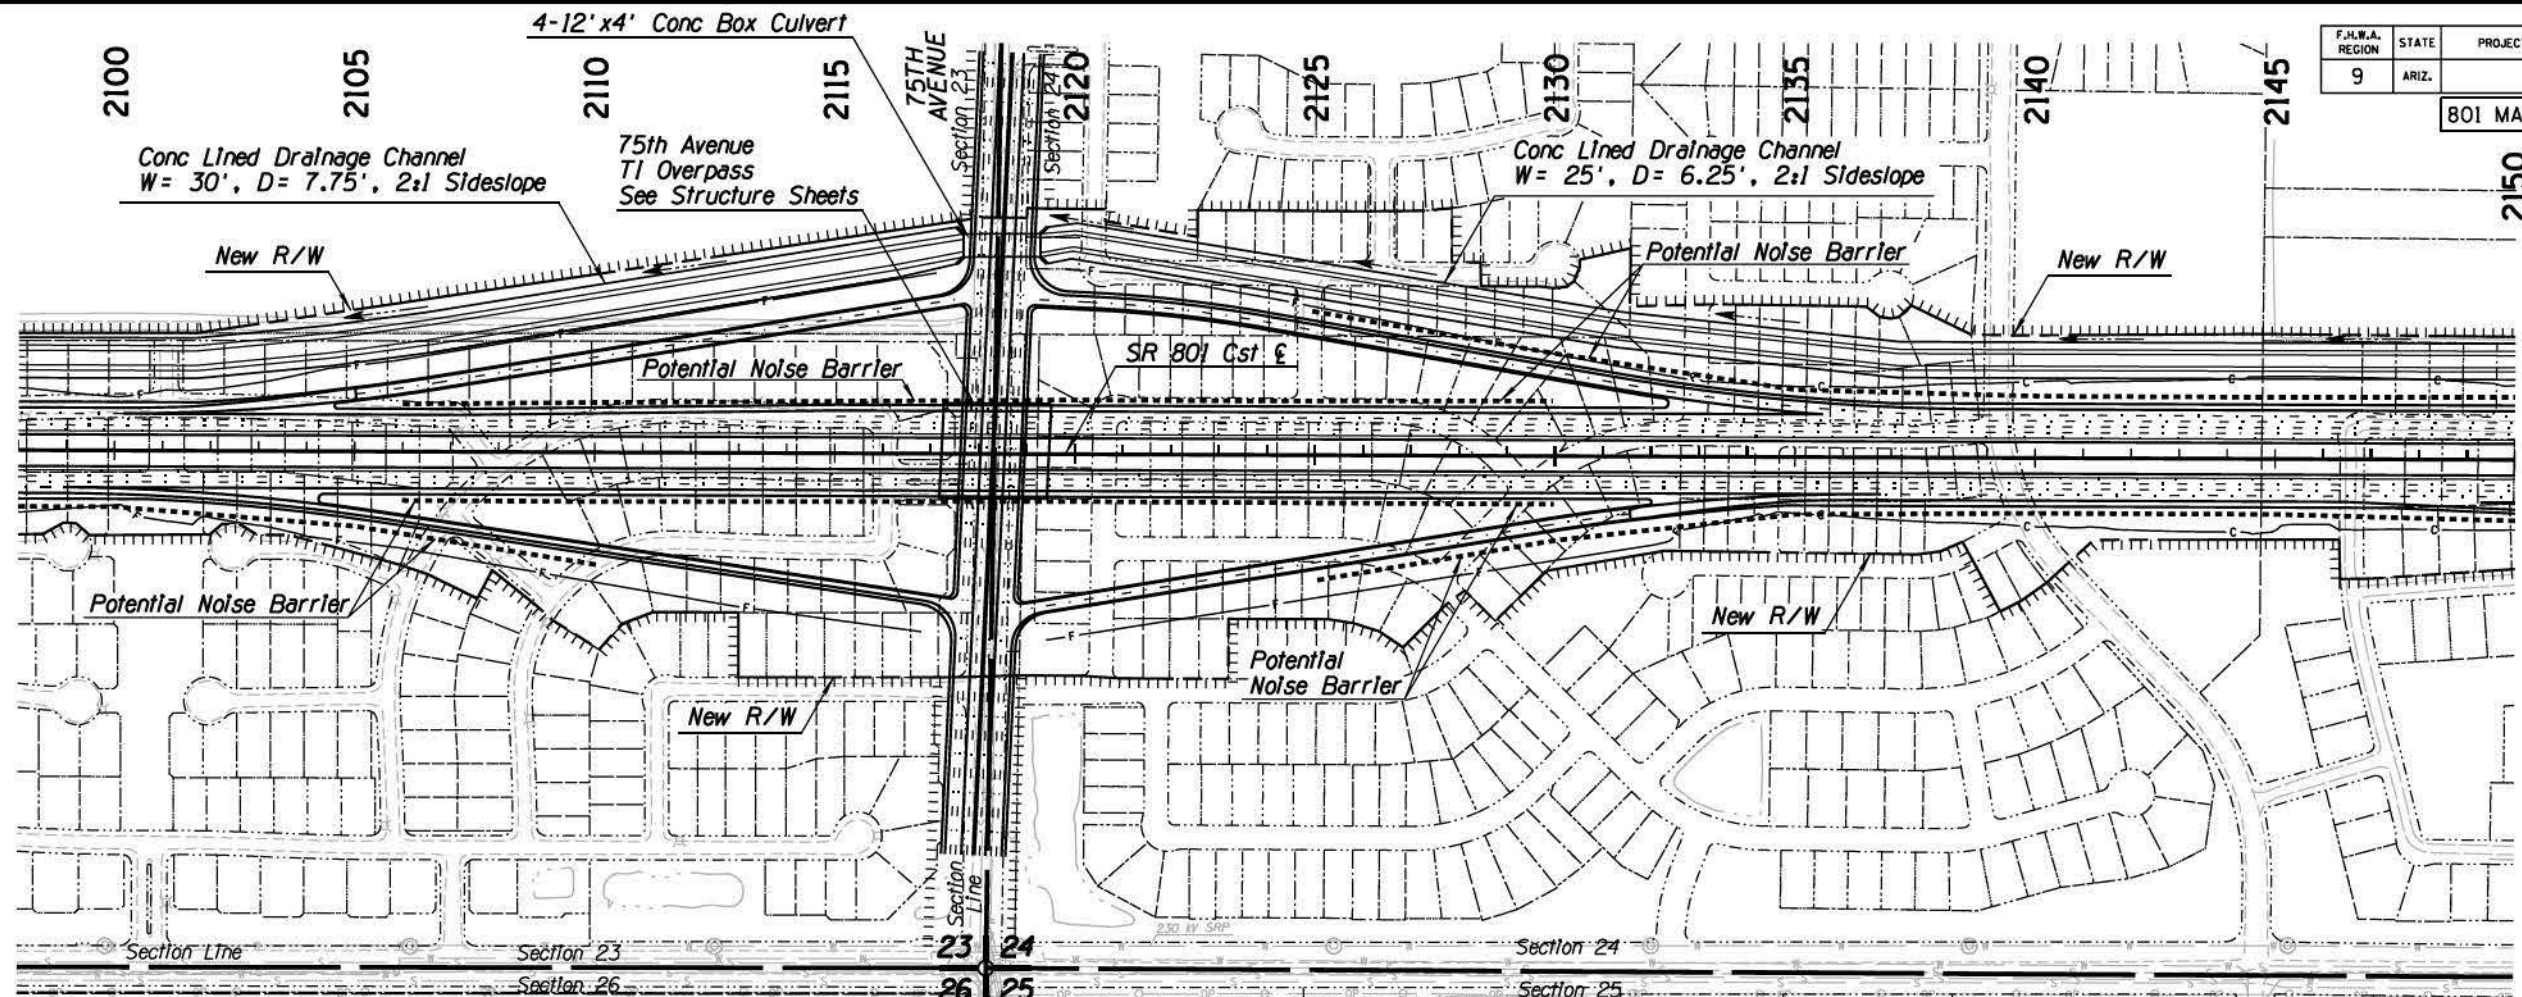 4-12'x4' Conc Box Culvert
2100
2105
2110
2115
75TH
AVENUE
Section 23
Section 24
2120
2125
2130
2135
2140
2145
2150
F.H.W.A.
REGION
STATE
PROJEC
9
ARIZ.
801 MA
Conc Lined Drainage Channel
W= 30', D= 7.75', 2:1 Sideslope
75th Avenue
TI Overpass
See Structure Sheets
Conc Lined Drainage Channel
W= 25', D= 6.25', 2:1 Sideslope
New R/W
Potential Noise Barrier
New R/W
Potential Noise Barrier
SR 801 Cst ℄
Potential Noise Barrier
New R/W
Potential
Noise Barrier
New R/W
Section
Line
230 kV SRP
Section Line
Section 23
23
24
Section 24
Section 26
26
25
Section 25